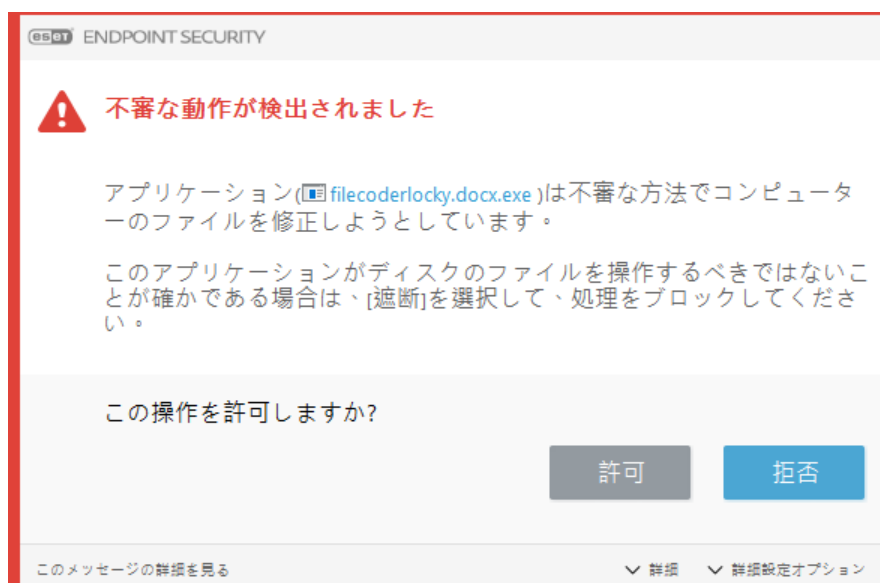 eseT ENDPOINT SECURITY
不審な動作が検出されました
アプリケーション(filecoderlocky.docx.exe )は不審な方法でコンピュータ
ーのファイルを修正しようとしています。
このアプリケーションがディスクのファイルを操作するべきではないこ
とが確かである場合は、[遮断]を選択して、処理をブロックしてくださ
い。
この操作を許可しますか?
許可
拒否
このメッセージの詳細を見る
詳細
詳細設定オプション